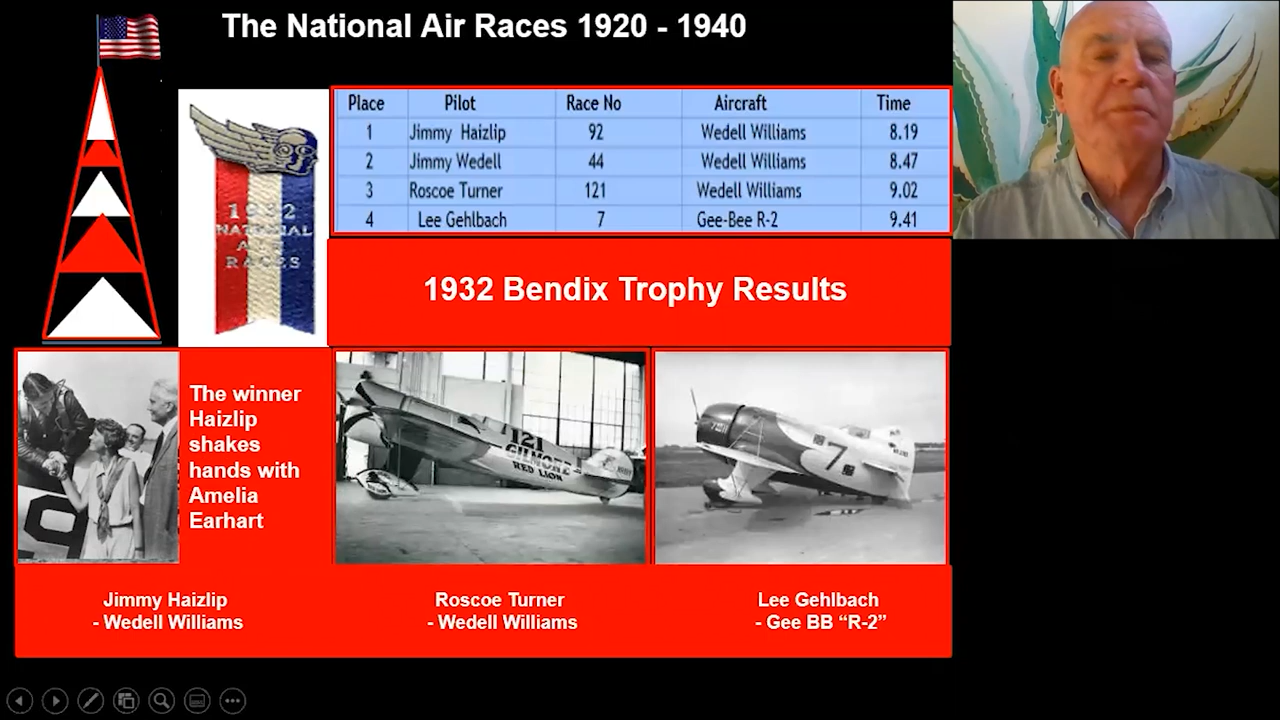 The National Air Races 1920 - 1940
Place Pilot Race No Aircraft Time
1 Jimmy Haizlip 92 Wedell Williams 8.19
2 Jimmy Wedell 44 Wedell Williams 8.47
3 Roscoe Turner 121 Wedell Williams 9.02
4 Lee Gehlbach 7 Gee-Bee R-2 9.41
1932
NATIONAL
AIR
RACES
1932 Bendix Trophy Results
The winner
Haizlip
shakes
hands with
Amelia
Earhart
121
GILMORE
RED LION
7
Jimmy Haizlip
- Wedell Williams
Roscoe Turner
- Wedell Williams
Lee Gehlbach
- Gee BB “R-2”